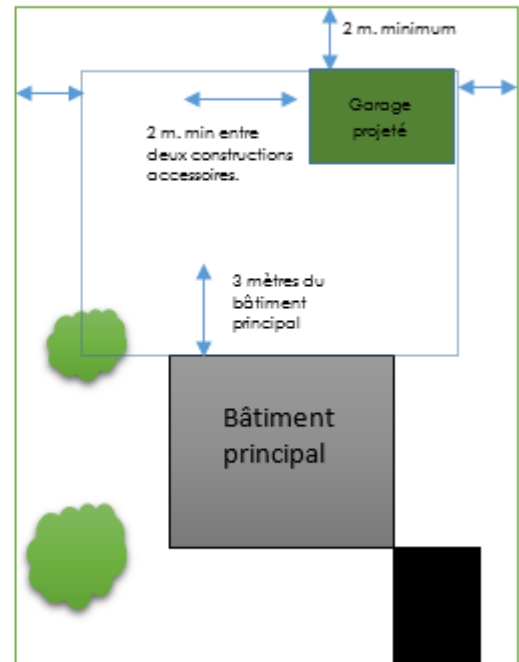 2 m. minimum
Garage
projeté
2 m. min entre
deux constructions
accessoires.
3 mètres du
bâtiment
principal
Bâtiment
principal